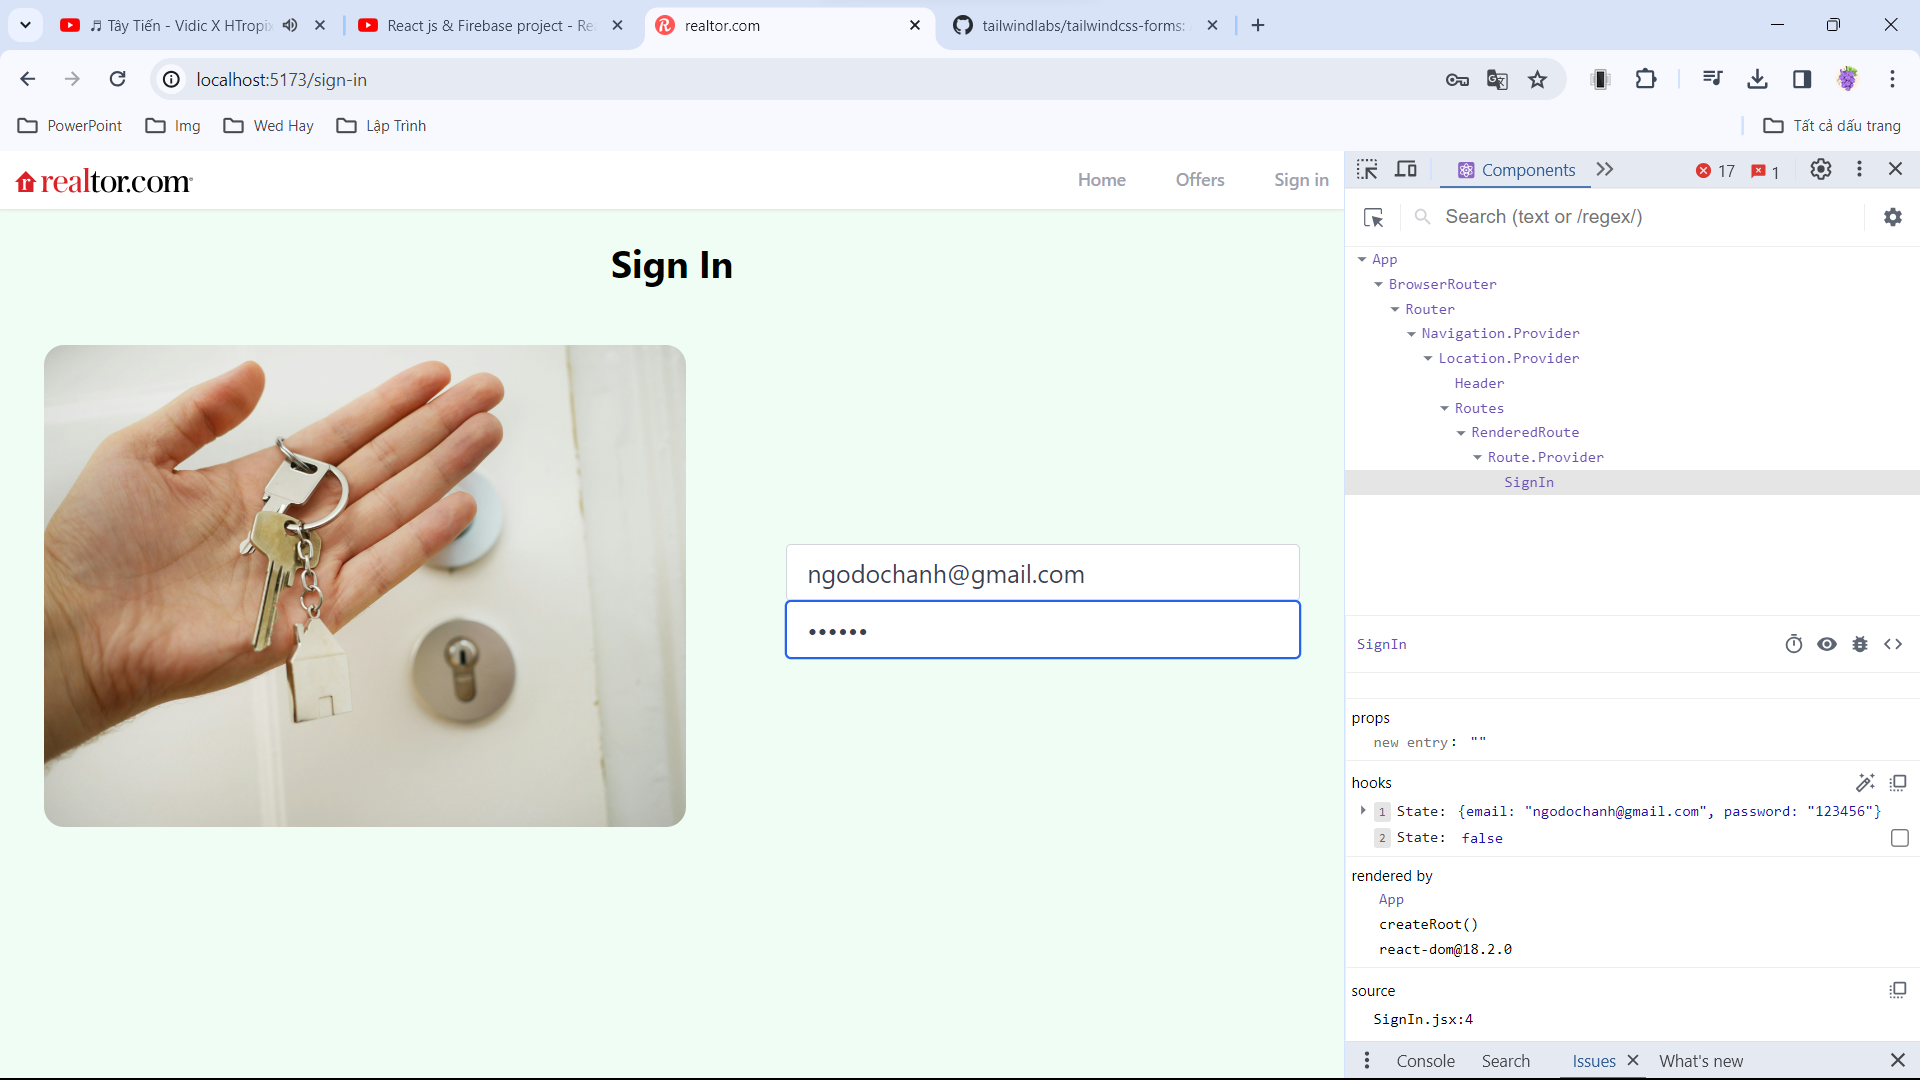 ♬ Tây Tiến - Vidic X HTropix
React js & Firebase project - Re
realtor.com
tailwindlabs/tailwindcss-forms:
localhost:5173/sign-in
PowerPoint
Img
Wed Hay
Lập Trình
Tất cả dấu trang
realtor.com
Home
Offers
Sign in
Components
17
1
Search (text or /regex/)
Sign In
App
BrowserRouter
Router
Navigation.Provider
Location.Provider
Header
Routes
RenderedRoute
Route.Provider
SignIn
ngodochanh@gmail.com
••••••
SignIn
props
new entry: ""
hooks
1 State: {email: "ngodochanh@gmail.com", password: "123456"}
2 State: false
rendered by
App
createRoot()
react-dom@18.2.0
source
SignIn.jsx:4
Console
Search
Issues
What's new